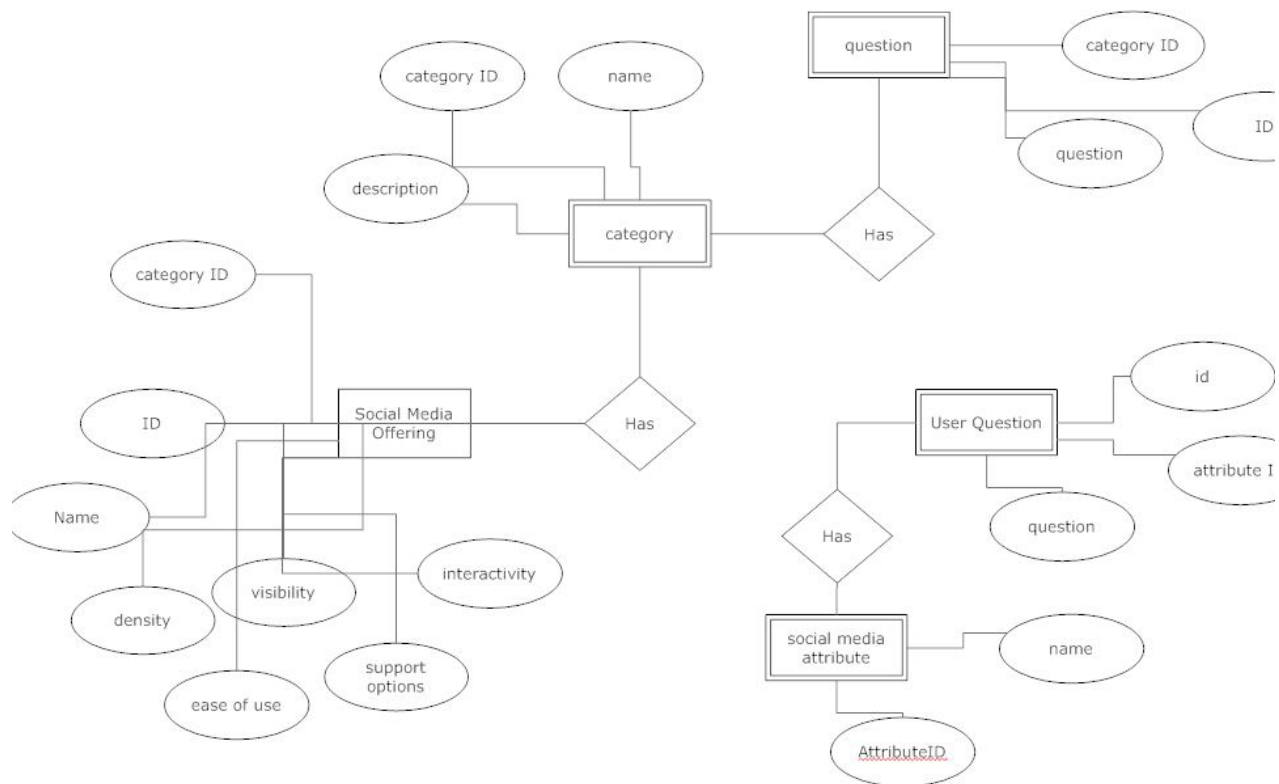 question
category ID
category ID
name
ID
question
description
category
Has
category ID
id
Social Media
Offering
ID
Has
User Question
attribute I
Name
question
Has
interactivity
visibility
density
social media
attribute
name
support
options
ease of use
AttributeID